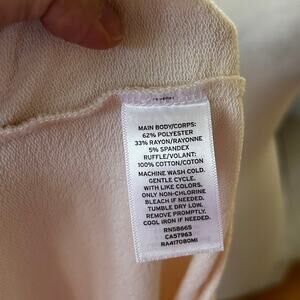 MAIN BODY/CORPS:
62% POLYESTER
33% RAYON/RAYONNE
5% SPANDEX
RUFFLE/VOLANT:
100% COTTON/COTON
MACHINE WASH COLD.
GENTLE CYCLE.
WITH LIKE COLORS.
ONLY NON-CHLORINE
BLEACH IF NEEDED.
TUMBLE DRY LOW.
REMOVE PROMPTLY.
COOL IRON IF NEEDED.
RN58665
CA57963
RA417080MI